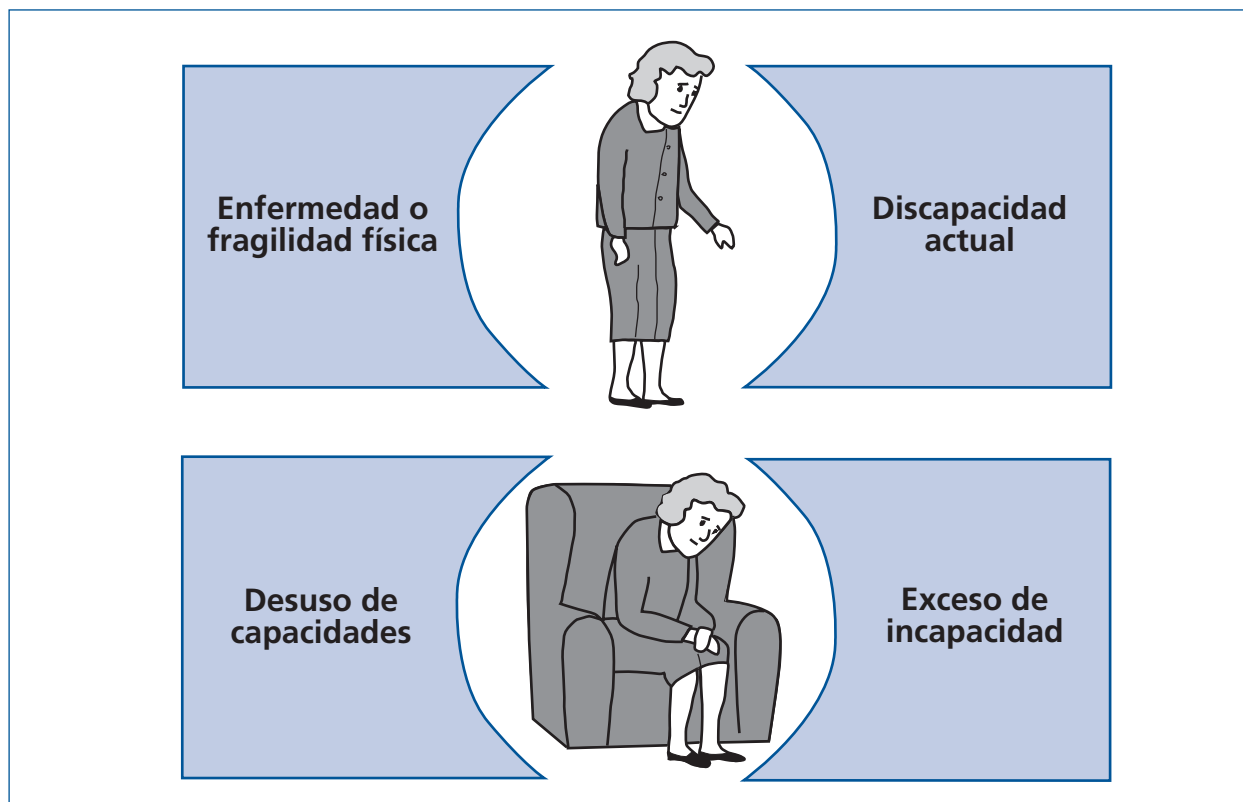 Enfermedad o
fragilidad física
Discapacidad
actual
Desuso de
capacidades
Exceso de
incapacidad